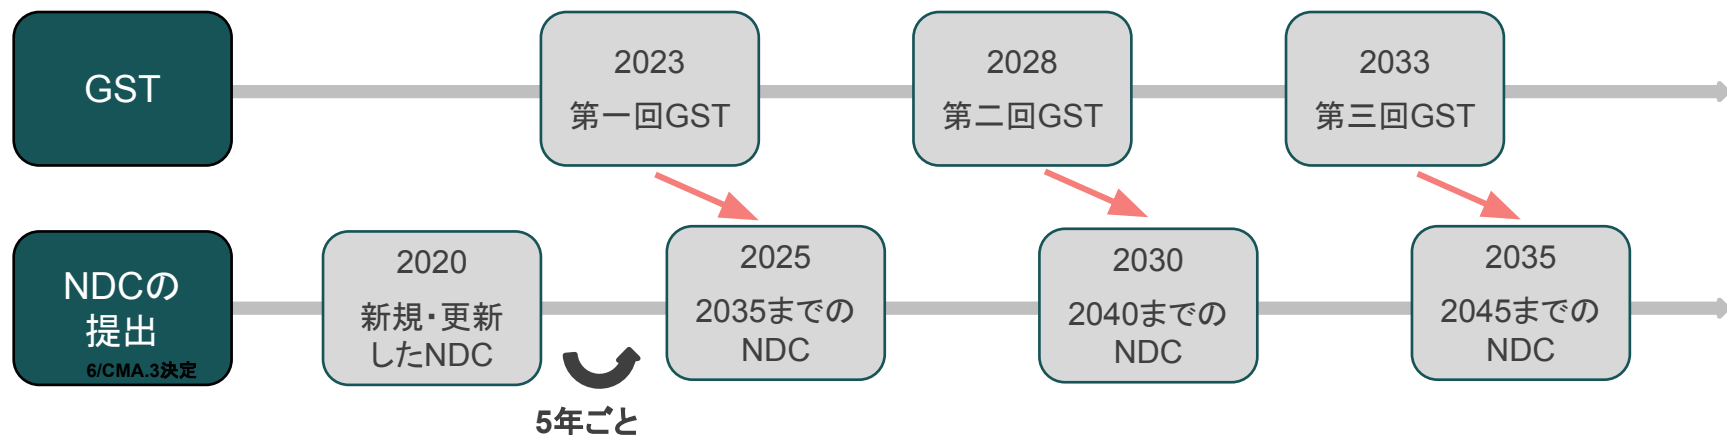 GST
2023
第一回GST
2028
第二回GST
2033
第三回GST
NDCの
提出
6/CMA.3決定
2020
新規・更新
したNDC
5年ごと
2025
2035までの
NDC
2030
2040までの
NDC
2035
2045までの
NDC